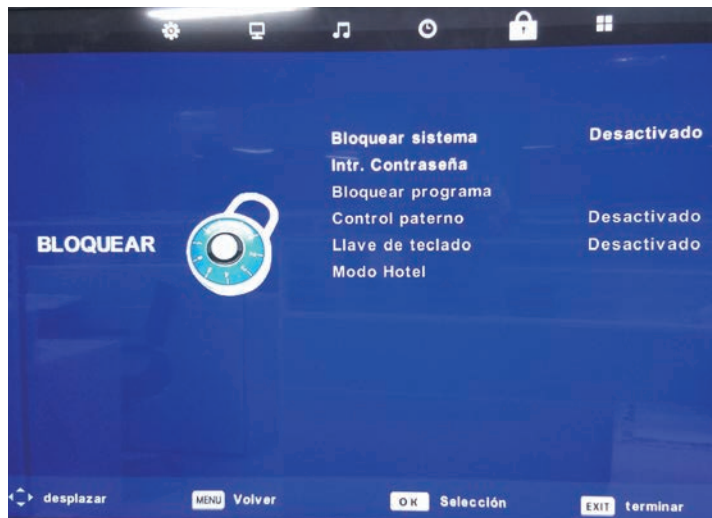 Bloquear sistema Desactivado
Intr. Contraseña
Bloquear programa
Control paterno Desactivado
BLOQUEAR
Llave de teclado Desactivado
Modo Hotel
desplazar MENU Volver OK Selección EXIT terminar